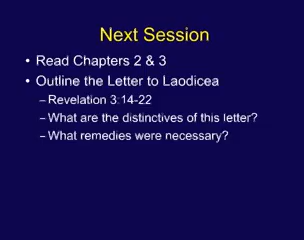 Next Session
• Read Chapters 2 & 3
• Outline the Letter to Laodicea
– Revelation 3:14-22
– What are the distinctives of this letter?
– What remedies were necessary?